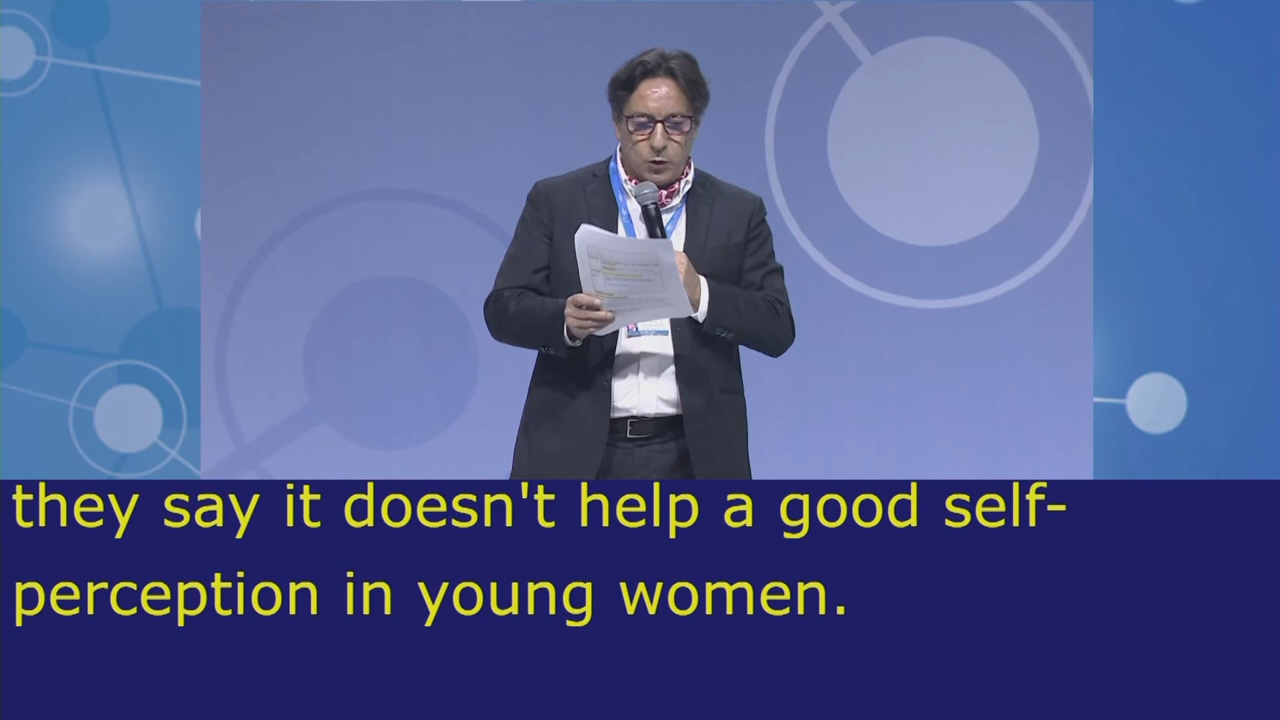 they say it doesn't help a good self-
perception in young women.